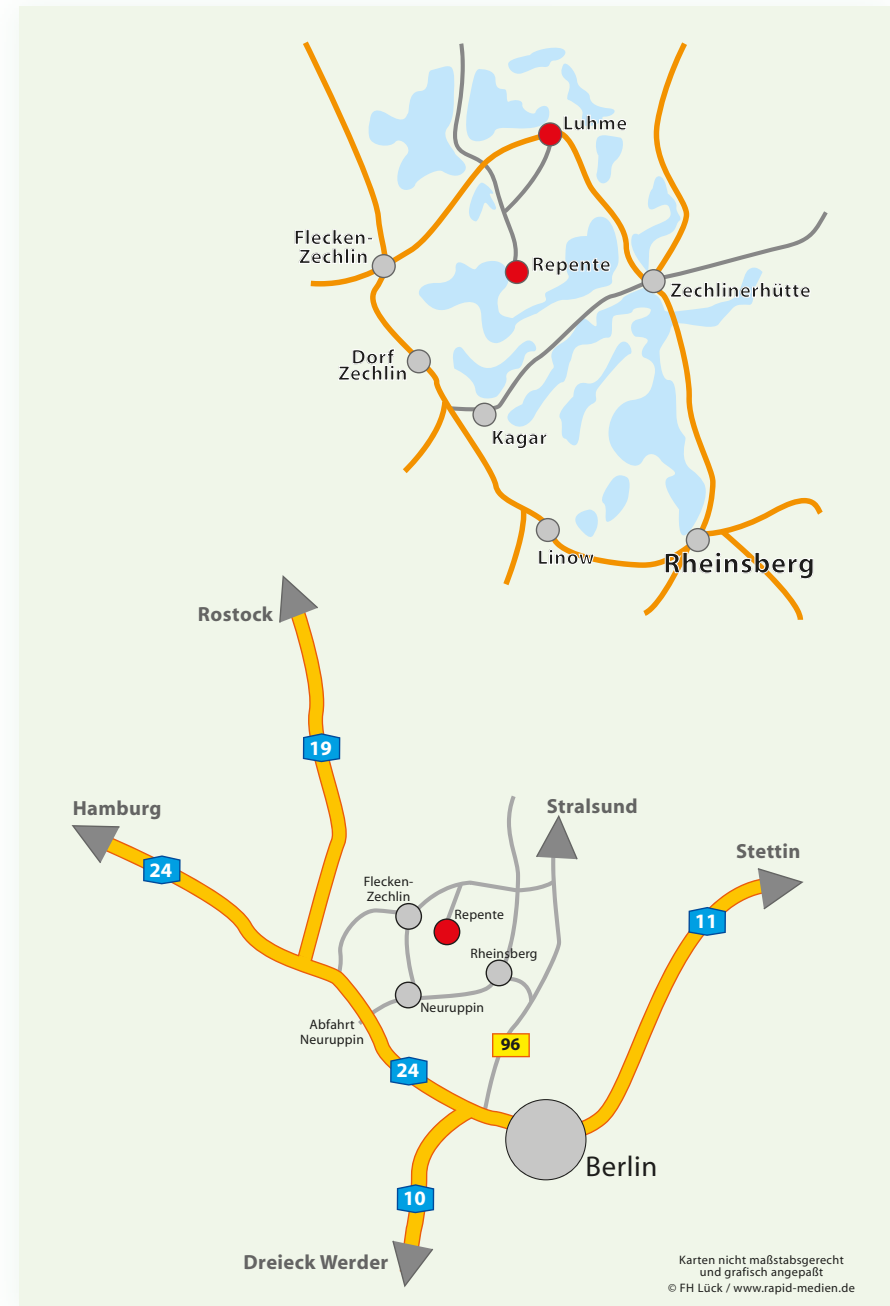 Luhme
Flecken-
Zechlin
Repente
Zechlinerhütte
Dorf
Zechlin
Kagar
Linow
Rheinsberg
Rostock
19
Hamburg
24
Stralsund
Stettin
11
Flecken-
Zechlin
Repente
Rheinsberg
Neuruppin
Abfahrt
Neuruppin
96
24
Berlin
10
Dreieck Werder
Karten nicht maßstabsgerecht
und grafisch angepaßt
© FH Lück / www.rapid-medien.de